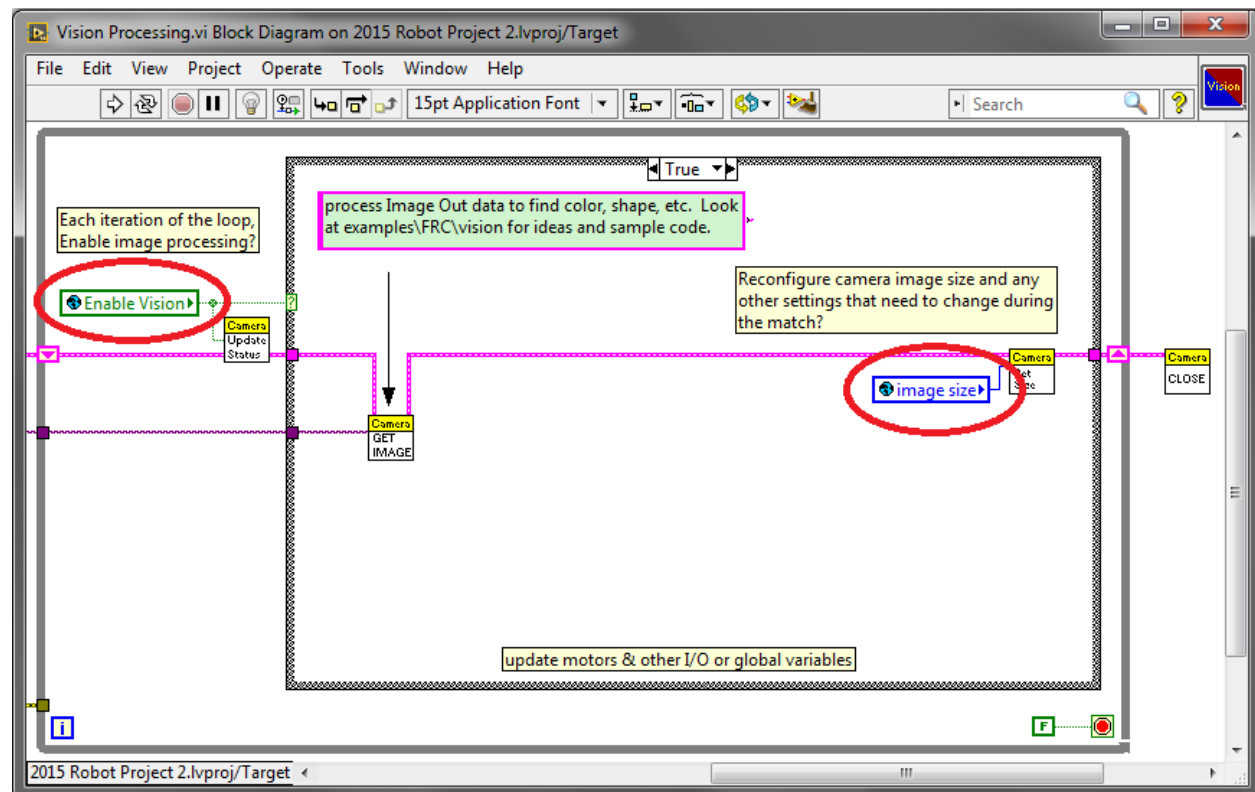 Vision Processing.vi Block Diagram on 2015 Robot Project 2.lvproj/Target
File Edit View Project Operate Tools Window Help
Vision
15pt Application Font
Search
True
process Image Out data to find color, shape, etc. Look
at examples\FRC\vision for ideas and sample code.
Each iteration of the loop,
Enable image processing?
Enable Vision
?
Camera
Update
Status
Reconfigure camera image size and any
other settings that need to change during
the match?
Camera
Size
image size
Camera
CLOSE
Camera
GET
IMAGE
update motors & other I/O or global variables
i
F
2015 Robot Project 2.lvproj/Target